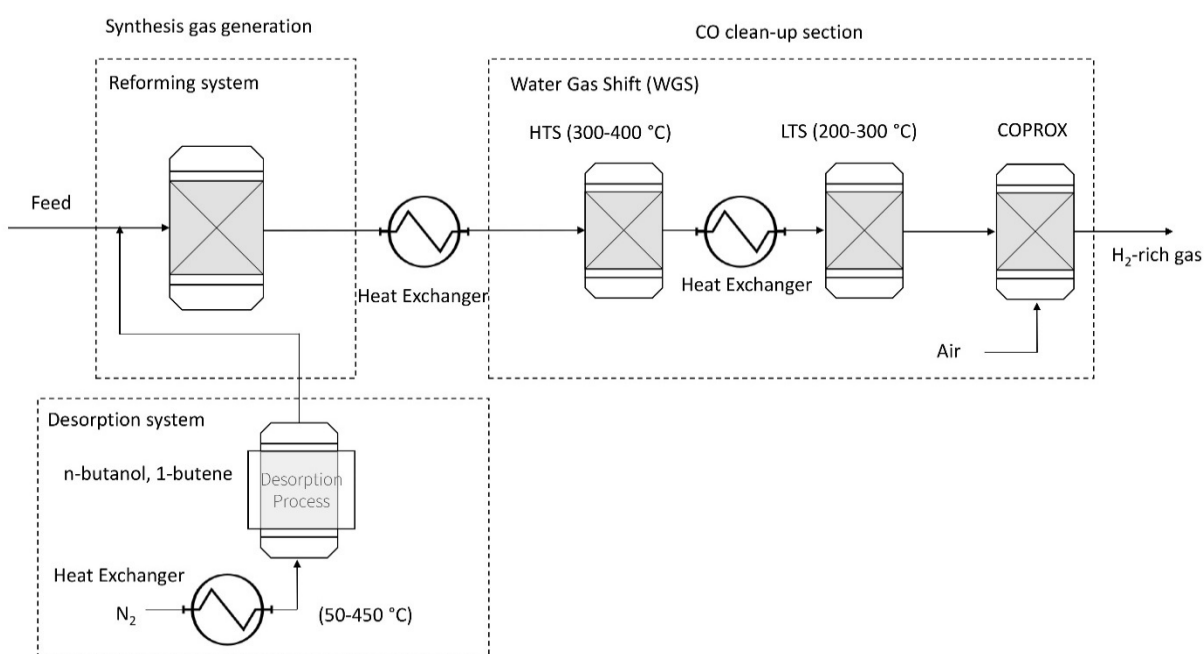 Synthesis gas generation
CO clean-up section
Reforming system
Water Gas Shift (WGS)
HTS (300-400 °C)
LTS (200-300 °C)
COPROX
Feed
Heat Exchanger
Heat Exchanger
H2-rich gas
Air
Desorption system
n-butanol, 1-butene
Desorption
Process
Heat Exchanger
N2
(50-450 °C)